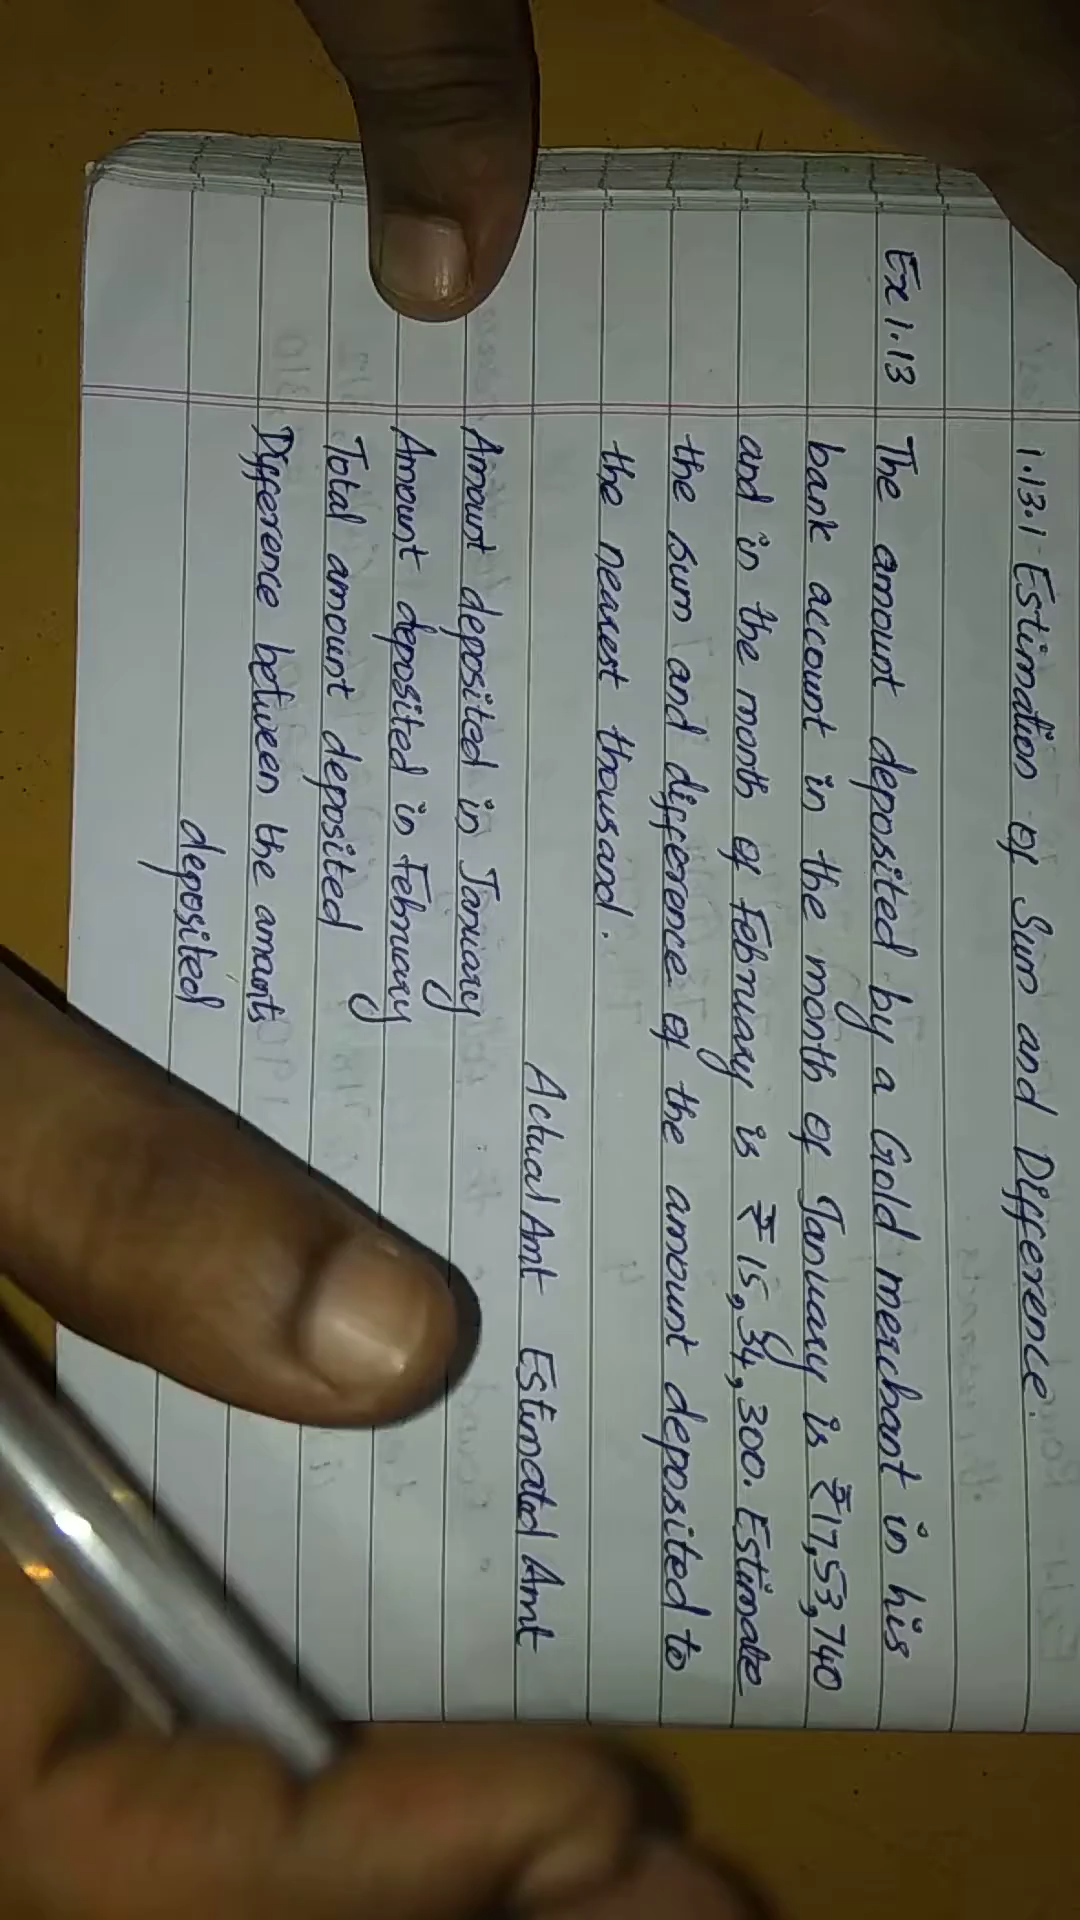 1.13.1 Estimation of Sum and Difference.
Ex 1.13 The amount deposited by a Gold merchant in his
bank account in the month of January is ₹17,53,740
and in the month of February is ₹15,34,300. Estimate
the sum and difference of the amount deposited to
the nearest thousand.
Actual Amt Estimated Amt
Amount deposited in January
Amount deposited in February
Total amount deposited
Difference between the amants
deposited